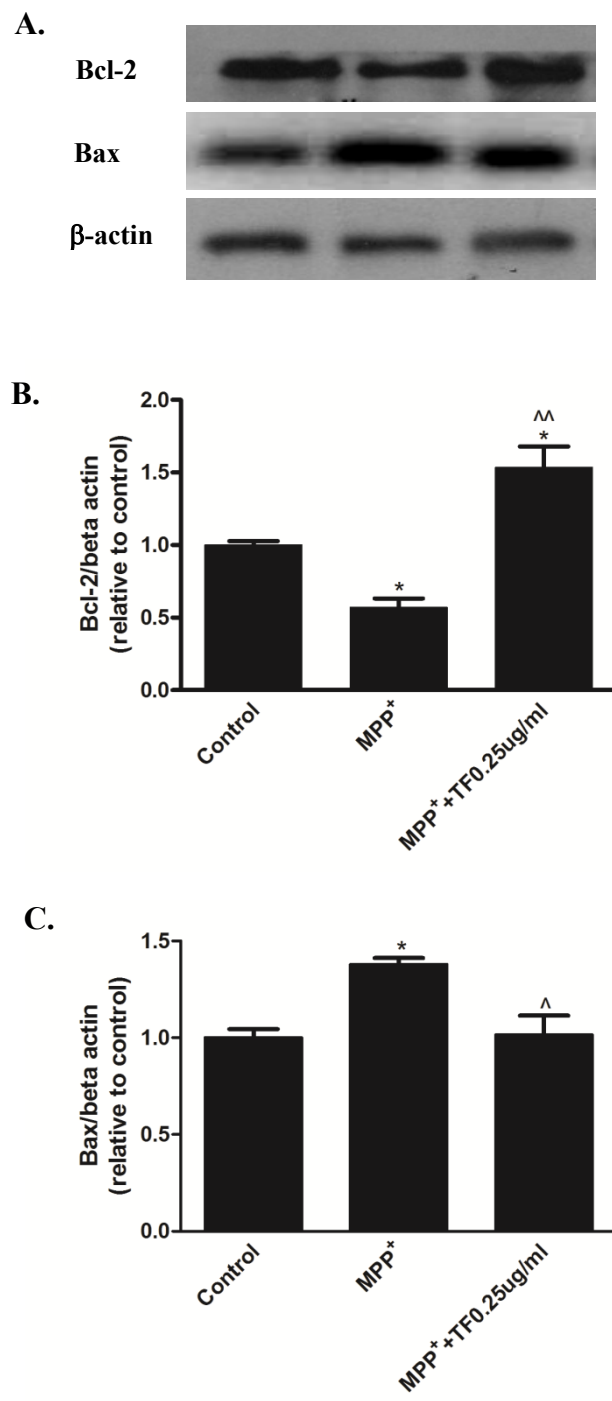 A.
Bcl-2
Bax
β-actin
B.
Bcl-2/beta actin
(relative to control)
2.0
1.5
1.0
0.5
0.0
*
^^
*
Control
MPP⁺
MPP⁺+TF0.25ug/ml
C.
Bax/beta actin
(relative to control)
1.5
1.0
0.5
0.0
*
^
Control
MPP⁺
MPP⁺+TF0.25ug/ml